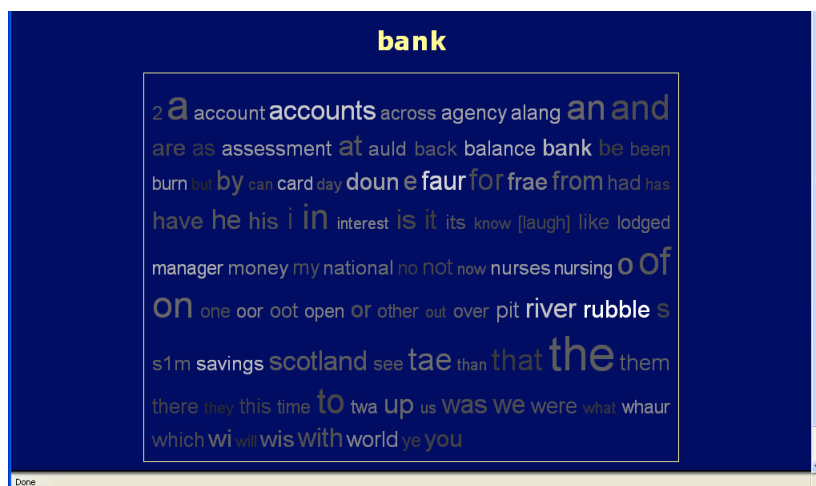 bank
2 a account accounts across agency alang an and
are as assessment at auld back balance bank be been
burn but by can card day doun e faur for frae from had has
have he his i in interest is it its know [laugh] like lodged
manager money my national no not now nurses nursing o of
on one oor oot open or other out over pit river rubble s
s1m savings scotland see tae than that the them
there they this time to twa up us was we were what whaur
which wi will wis with world ye you
Done